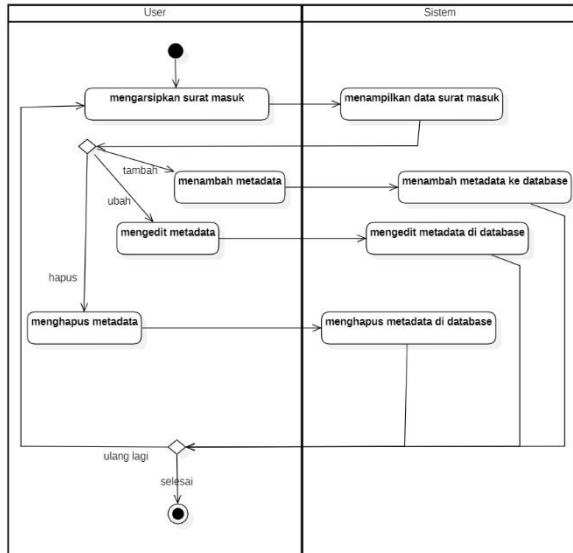 User
Sistem
mengarsipkan surat masuk
menampilkan data surat masuk
tambah
menambah metadata
menambah metadata ke database
ubah
mengedit metadata
mengedit metadata di database
hapus
menghapus metadata
menghapus metadata di database
ulang lagi
selesai